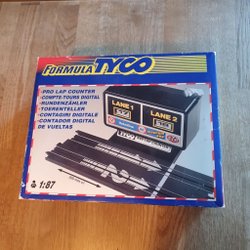 FORMULA TYCO
• PRO LAP COUNTER
• COMPTE-TOURS DIGITAL
• RUNDENZÄHLER
• TOERENTELLER
• CONTAGIRI DIGITALE
• CONTADOR DIGITAL
DE VUELTAS
LANE 1
LANE 2
TYCO
1:87